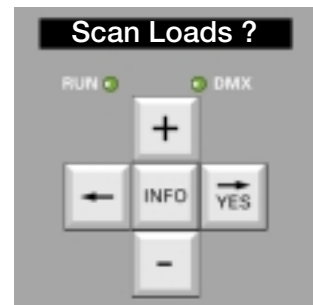 Scan Loads ?
RUN DMX
+
← INFO → YES
-